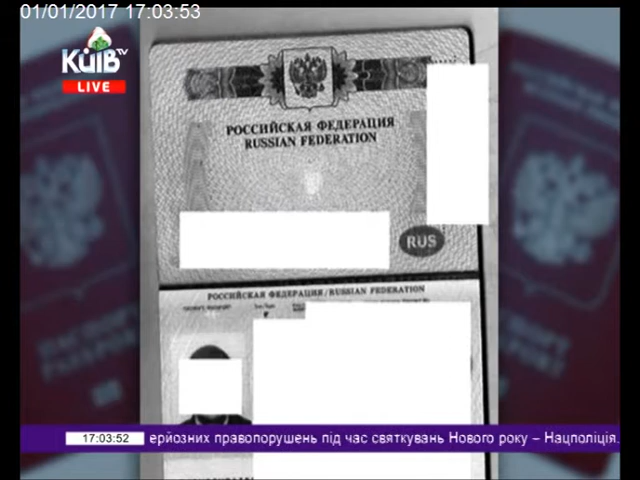 01/01/2017 17:03:53
КиЇв TV
LIVE
РОССИЙСКАЯ ФЕДЕРАЦИЯ
RUSSIAN FEDERATION
RUS
РОССИЙСКАЯ ФЕДЕРАЦИЯ/RUSSIAN FEDERATION
17:03:52 ерйозних правопорушень під час святкувань Нового року – Нацполіція.